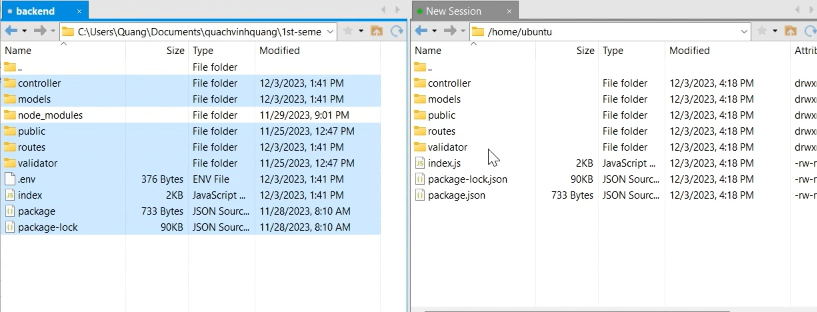 backend × New Session ×
C:\Users\Quang\Documents\quachvinhquang\1st-seme /home/ubuntu
Name Size Type Modified Name Size Type Modified Attri
.. File folder .. File folder
controller File folder 12/3/2023, 1:41 PM controller File folder 12/3/2023, 4:18 PM drwx
models File folder 12/3/2023, 1:41 PM models File folder 12/3/2023, 4:18 PM drwx
node_modules File folder 11/29/2023, 9:01 PM public File folder 12/3/2023, 4:18 PM drwx
public File folder 11/25/2023, 12:47 PM routes File folder 12/3/2023, 4:18 PM drwx
routes File folder 12/3/2023, 1:41 PM validator File folder 12/3/2023, 4:18 PM drwx
validator File folder 11/25/2023, 12:47 PM index.js 2KB JavaScript ... 12/3/2023, 4:18 PM -rw-r
.env 376 Bytes ENV File 12/3/2023, 1:41 PM package-lock.json 90KB JSON Sourc... 12/3/2023, 4:18 PM -rw-r
index 2KB JavaScript ... 12/3/2023, 1:41 PM package.json 733 Bytes JSON Sourc... 12/3/2023, 4:18 PM -rw-r
package 733 Bytes JSON Sourc... 11/28/2023, 8:10 AM
package-lock 90KB JSON Sourc... 11/28/2023, 8:10 AM